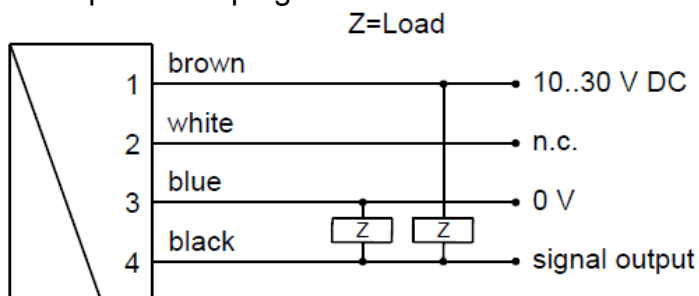 Z=Load
1 brown 10..30 V DC
2 white n.c.
3 blue 0 V
Z Z
4 black signal output